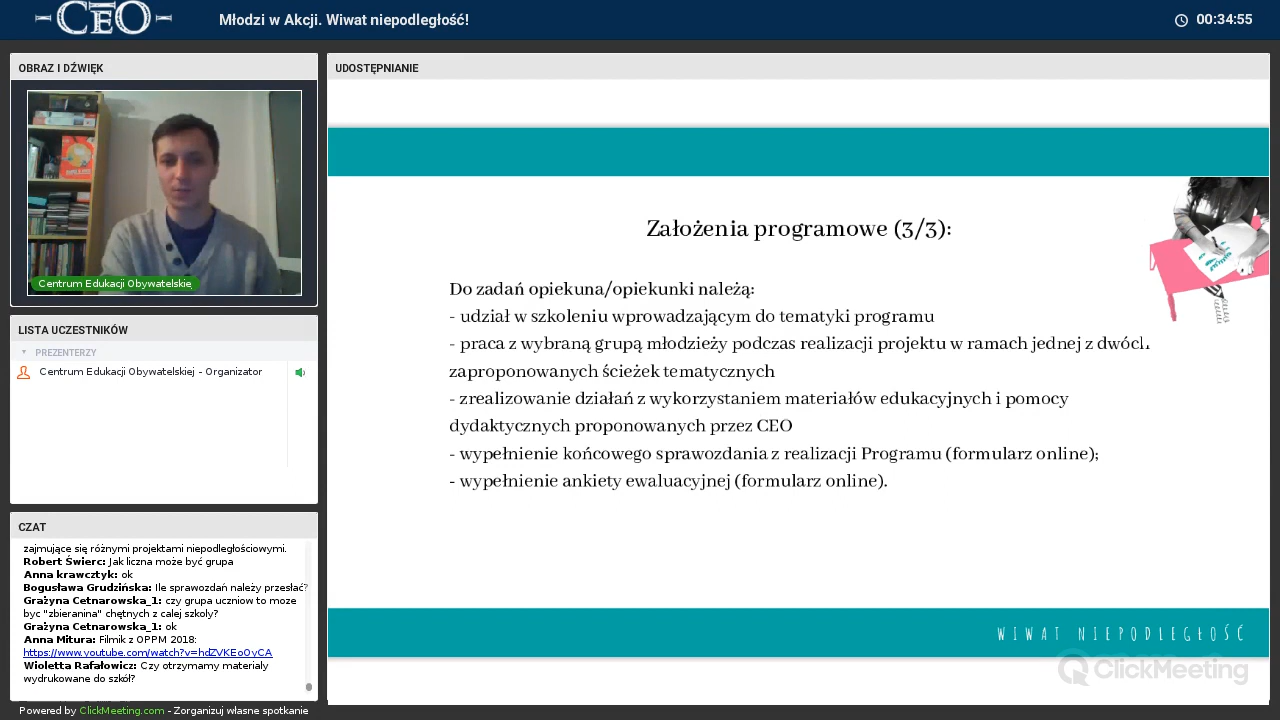 CEO
Młodzi w Akcji. Wiwat niepodległość!
00:34:55
OBRAZ I DŹWIĘK
Centrum Edukacji Obywatelskiej
LISTA UCZESTNIKÓW
PREZENTERZY
Centrum Edukacji Obywatelskiej - Organizator
CZAT
zajmujące się różnymi projektami niepodległościowymi.
Robert Świerc: Jak liczna może być grupa
Anna krawcztyk: ok
Bogusława Grudzińska: Ile sprawozdań należy przesłać?
Grażyna Cetnarowska_1: czy grupa uczniow to moze
byc "zbieranina" chętnych z calej szkoly?
Grażyna Cetnarowska_1: ok
Anna Mitura: Filmik z OPPM 2018:
https://www.youtube.com/watch?v=hdZVKEoOyCA
Wioletta Rafałowicz: Czy otrzymamy materialy
wydrukowane do szkół?
Powered by ClickMeeting.com - Zorganizuj własne spotkanie
UDOSTĘPNIANIE
Założenia programowe (3/3):
Do zadań opiekuna/opiekunki należą:
- udział w szkoleniu wprowadzającym do tematyki programu
- praca z wybraną grupą młodzieży podczas realizacji projektu w ramach jednej z dwóch
zaproponowanych ścieżek tematycznych
- zrealizowanie działań z wykorzystaniem materiałów edukacyjnych i pomocy
dydaktycznych proponowanych przez CEO
- wypełnienie końcowego sprawozdania z realizacji Programu (formularz online);
- wypełnienie ankiety ewaluacyjnej (formularz online).
WIWAT NIEPODLEGŁOŚĆ
ClickMeeting